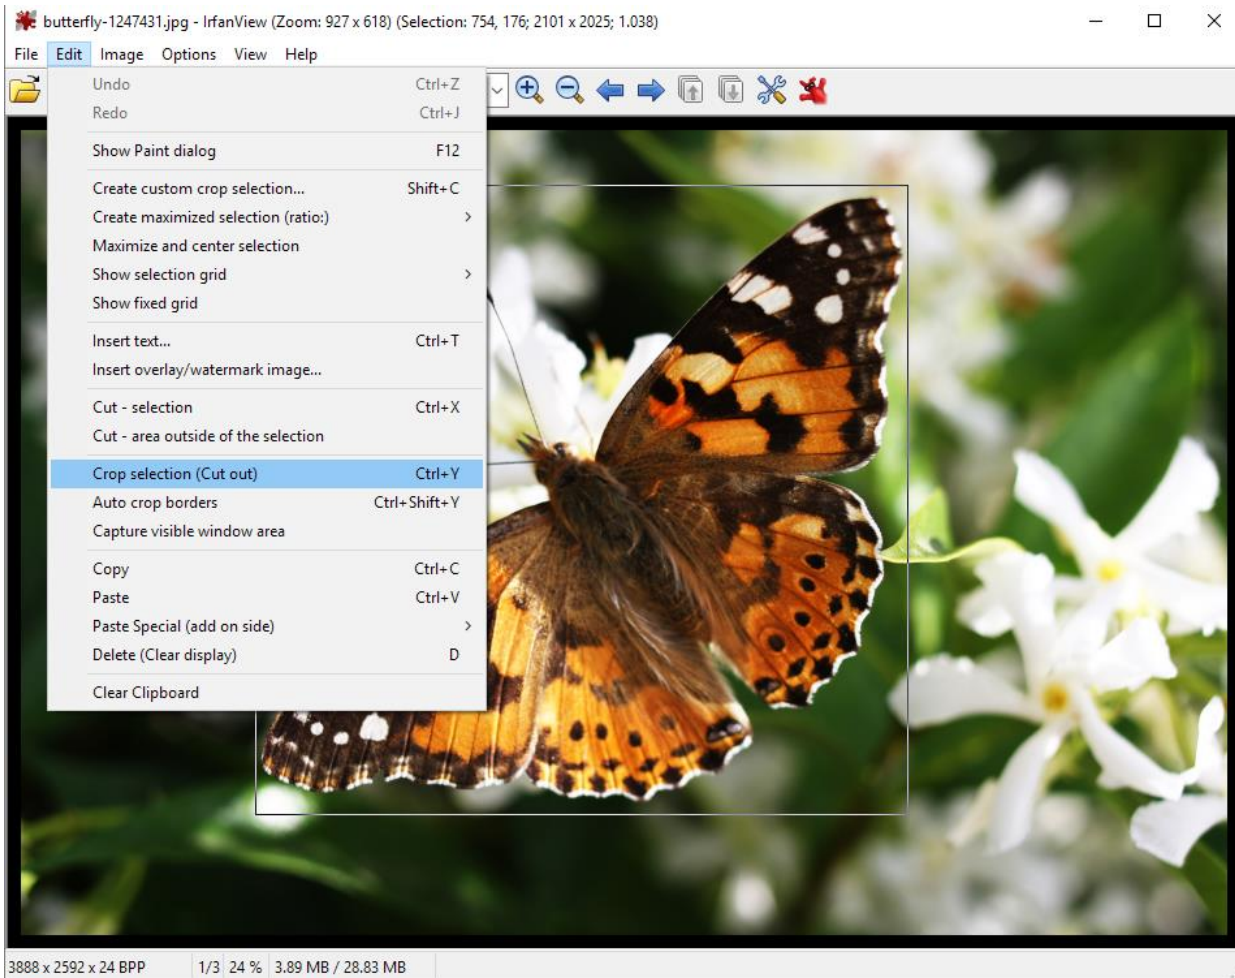 butterfly-1247431.jpg - IrfanView (Zoom: 927 x 618) (Selection: 754, 176; 2101 x 2025; 1.038)
File Edit Image Options View Help
Undo Ctrl+Z
Redo Ctrl+J
Show Paint dialog F12
Create custom crop selection... Shift+C
Create maximized selection (ratio:)
Maximize and center selection
Show selection grid
Show fixed grid
Insert text... Ctrl+T
Insert overlay/watermark image...
Cut - selection Ctrl+X
Cut - area outside of the selection
Crop selection (Cut out) Ctrl+Y
Auto crop borders Ctrl+Shift+Y
Capture visible window area
Copy Ctrl+C
Paste Ctrl+V
Paste Special (add on side)
Delete (Clear display) D
Clear Clipboard
3888 x 2592 x 24 BPP 1/3 24 % 3.89 MB / 28.83 MB